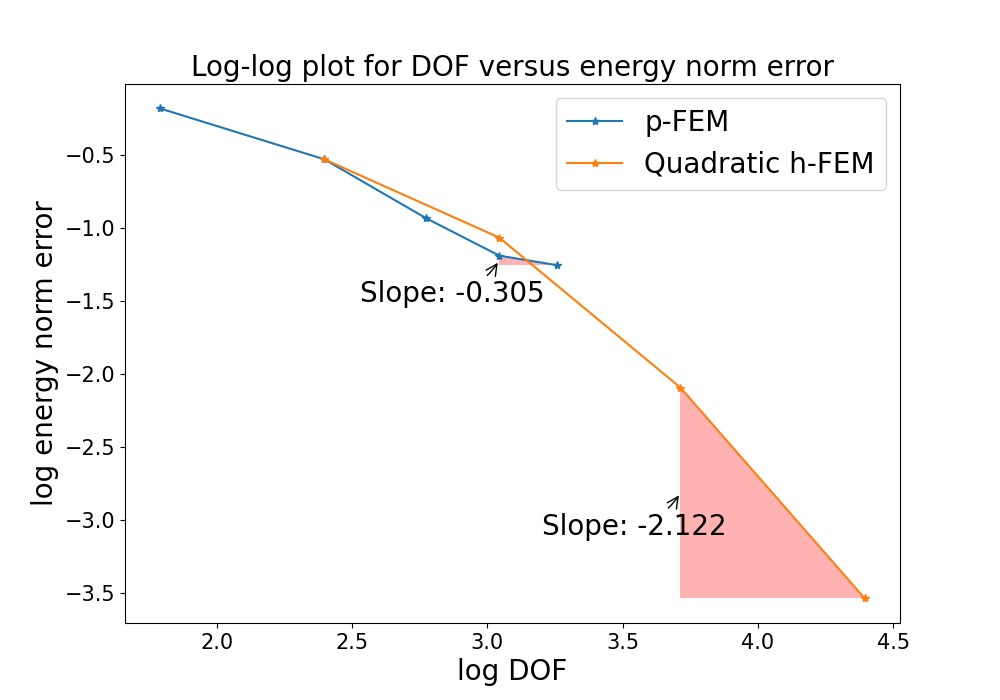 Log-log plot for DOF versus energy norm error
p-FEM
Quadratic h-FEM
log energy norm error
−0.5
−1.0
−1.5
−2.0
−2.5
−3.0
−3.5
Slope: -0.305
Slope: -2.122
2.0 2.5 3.0 3.5 4.0 4.5
log DOF